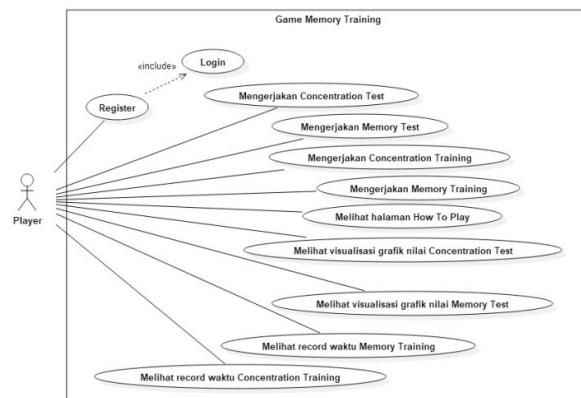 Game Memory Training
Login
«include»
Register
Mengerjakan Concentration Test
Mengerjakan Memory Test
Mengerjakan Concentration Training
Mengerjakan Memory Training
Player
Melihat halaman How To Play
Melihat visualisasi grafik nilai Concentration Test
Melihat visualisasi grafik nilai Memory Test
Melihat record waktu Memory Training
Melihat record waktu Concentration Training